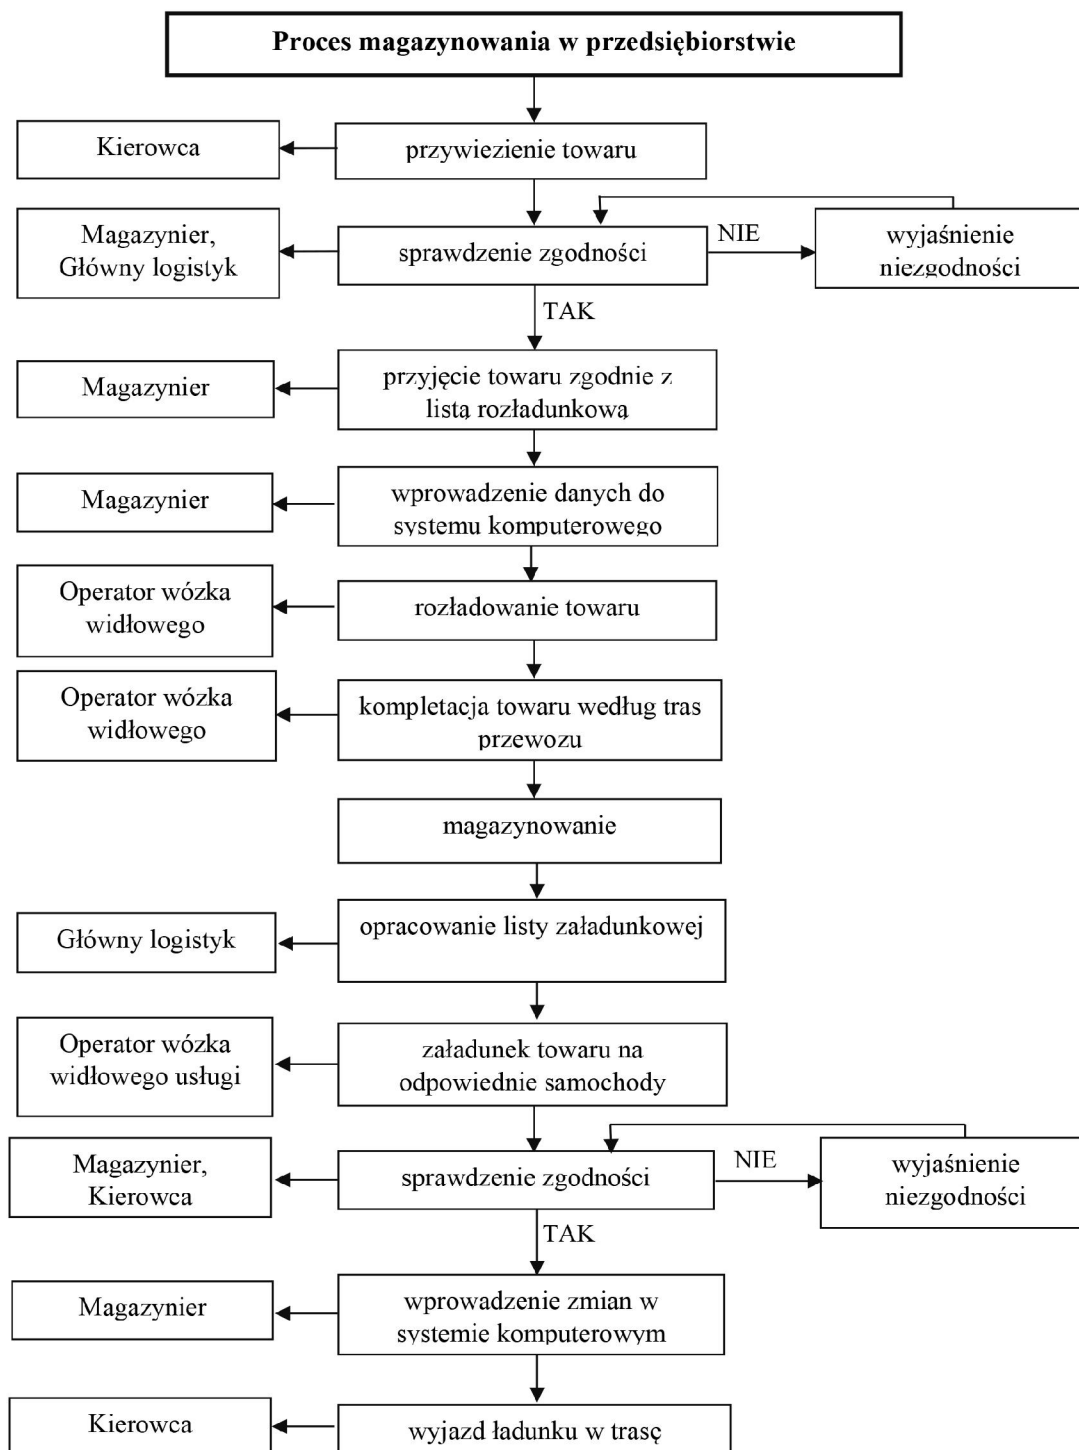 Proces magazynowania w przedsiębiorstwie
Kierowca
przywiezienie towaru
Magazynier,
Główny logistyk
sprawdzenie zgodności
NIE
wyjaśnienie
niezgodności
TAK
Magazynier
przyjęcie towaru zgodnie z
listą rozładunkową
Magazynier
wprowadzenie danych do
systemu komputerowego
Operator wózka
widłowego
rozładowanie towaru
Operator wózka
widłowego
kompletacja towaru według tras
przewozu
magazynowanie
Główny logistyk
opracowanie listy załadunkowej
Operator wózka
widłowego usługi
załadunek towaru na
odpowiednie samochody
Magazynier,
Kierowca
sprawdzenie zgodności
NIE
wyjaśnienie
niezgodności
TAK
Magazynier
wprowadzenie zmian w
systemie komputerowym
Kierowca
wyjazd ładunku w trasę